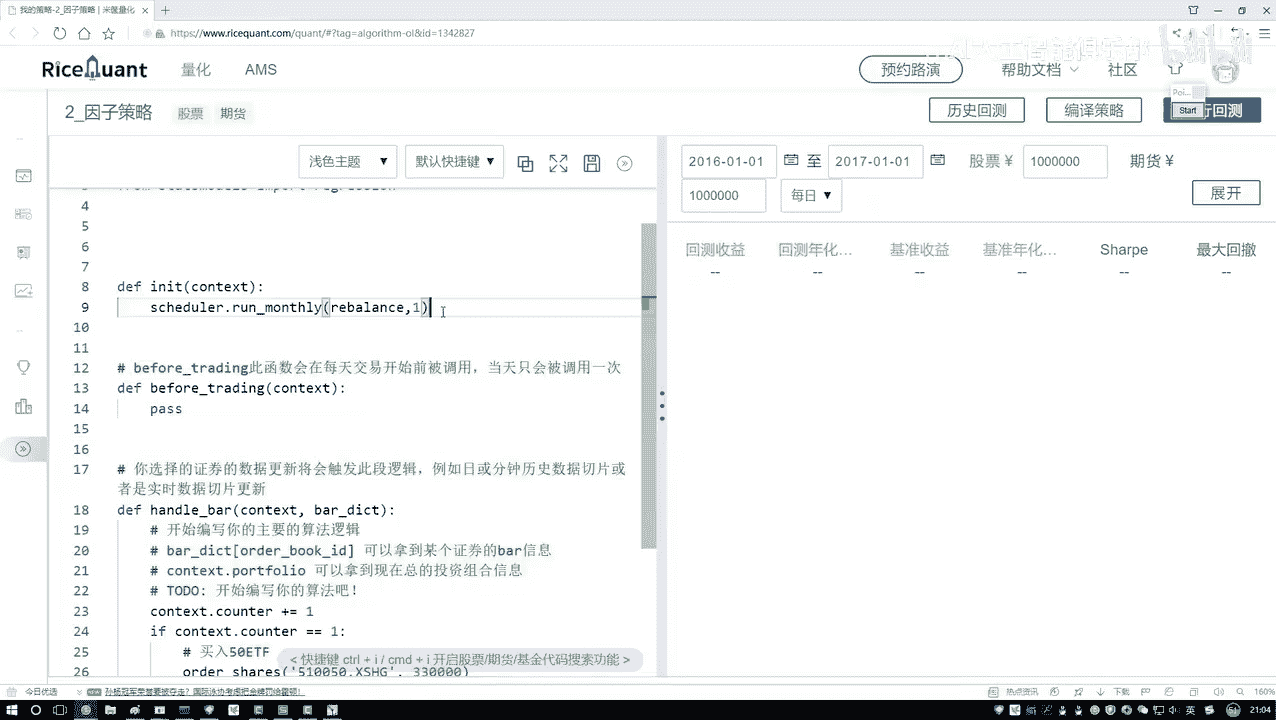 我的策略-2_因子策略 | 米筐量化
https://www.ricequant.com/quant/#?tag=algorithm-ol&id=1342827
RiceQuant 量化 AMS 预约路演 帮助文档 社区
2_因子策略 股票 期货 历史回测 编译策略 行回测
Poi...
Start
浅色主题 默认快捷键
2016-01-01 至 2017-01-01 股票 ¥ 1000000 期货 ¥
1000000 每日 展开
回测收益 回测年化... 基准收益 基准年化... Sharpe 最大回撤
-- -- -- -- -- --
4
5
6
7
8 def init(context):
9 scheduler.run_monthly(rebalance,1)
10
11
12 # before_trading此函数会在每天交易开始前被调用，当天只会被调用一次
13 def before_trading(context):
14 pass
15
16
17 # 你选择的证券的数据更新将会触发此段逻辑，例如日或分钟历史数据切片或
者是实时数据切片更新
18 def handle_bar(context, bar_dict):
19 # 开始编写你的主要的算法逻辑
20 # bar_dict[order_book_id] 可以拿到某个证券的bar信息
21 # context.portfolio 可以拿到现在总的投资组合信息
22 # TODO: 开始编写你的算法吧！
23 context.counter += 1
24 if context.counter == 1:
25 # 买入50ETF
26 order_shares('510050.XSHG', 330000)
< 快捷键 ctrl + i / cmd + i 开启股票/期货/基金代码搜索功能 >
今日优选 热点资讯 下载 160%
英 21:04